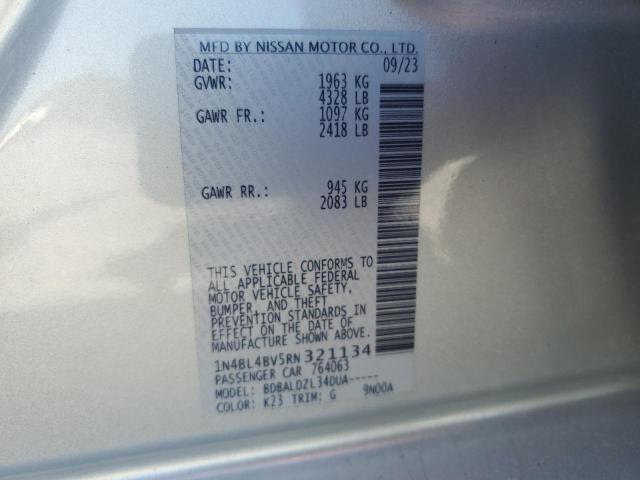 MFD BY NISSAN MOTOR CO., LTD.
DATE: 09/23
GVWR: 1963 KG
4328 LB
GAWR FR.: 1097 KG
2418 LB
GAWR RR.: 945 KG
2083 LB
THIS VEHICLE CONFORMS TO
ALL APPLICABLE FEDERAL
MOTOR VEHICLE SAFETY,
BUMPER, AND THEFT
PREVENTION STANDARDS IN
EFFECT ON THE DATE OF
MANUFACTURE SHOWN ABOVE.
1N4BL4BV5RN321134
PASSENGER CAR 764063
MODEL: BDBALDZL34DUA-----
COLOR: K23 TRIM: G 9N00A